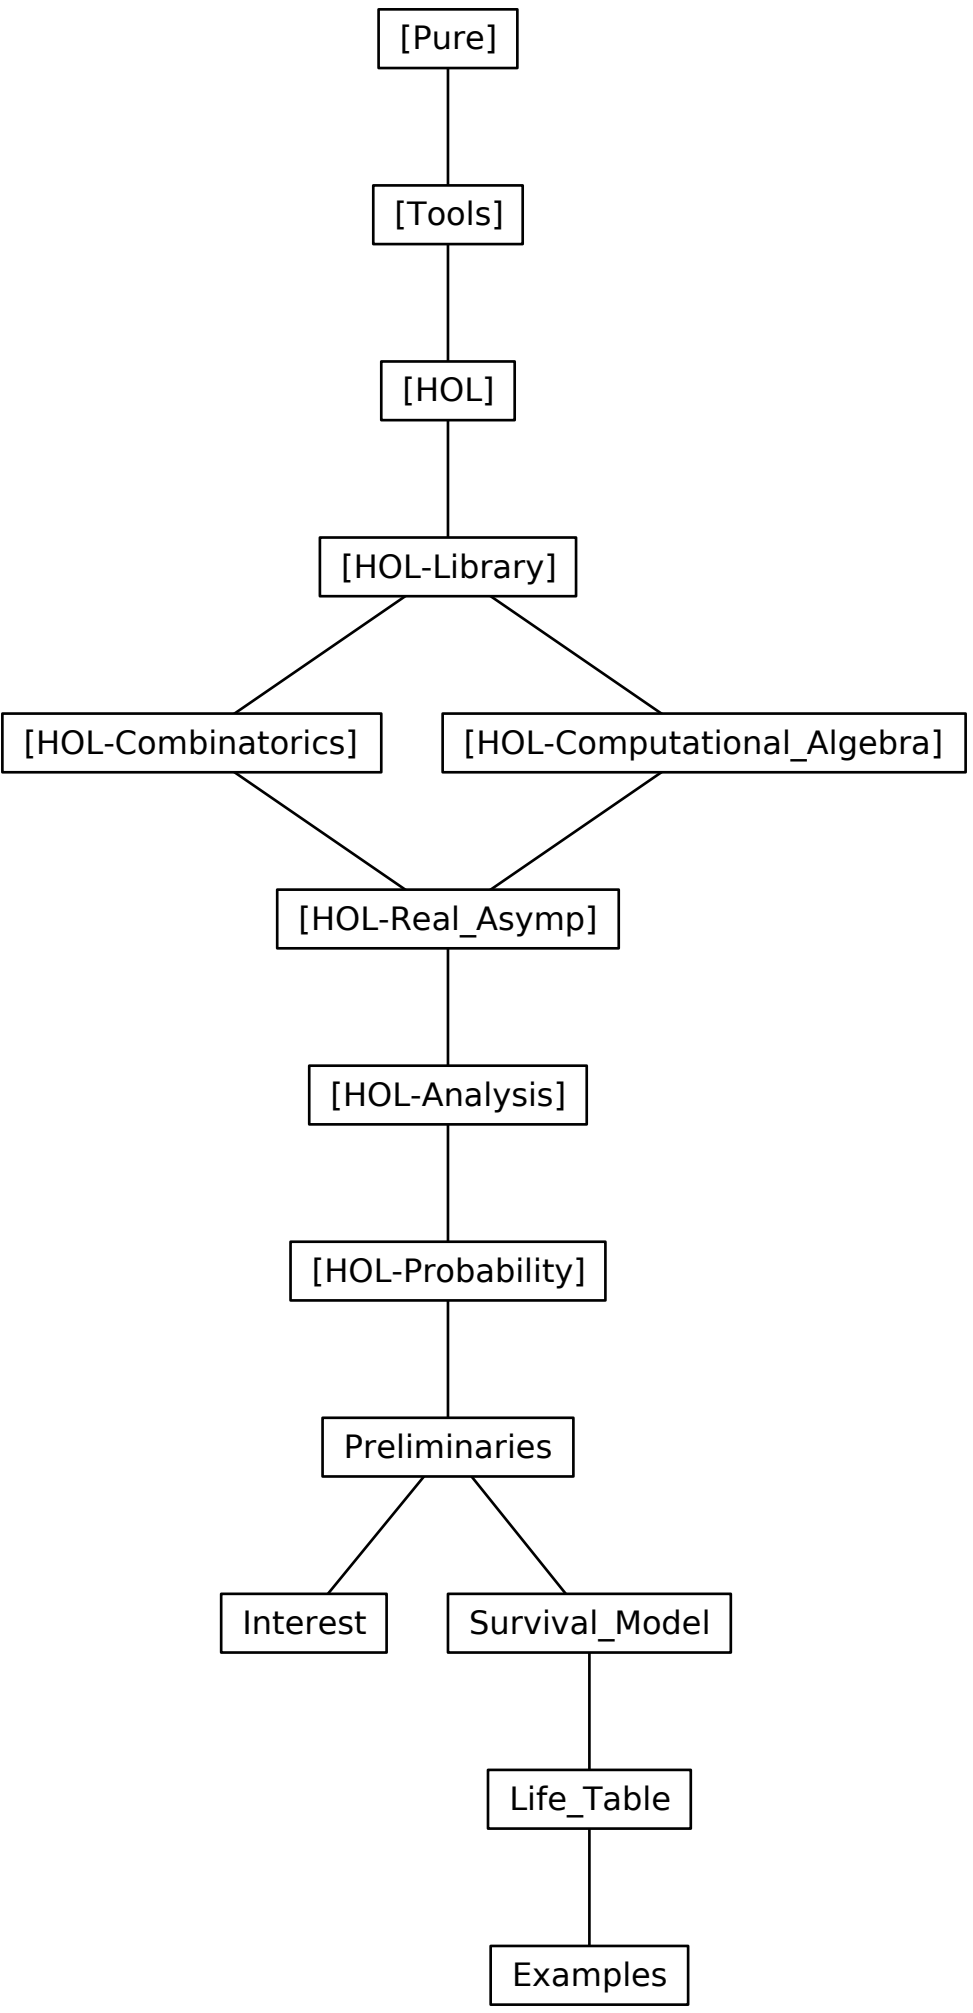 [Pure]
[Tools]
[HOL]
[HOL-Library]
[HOL-Combinatorics]
[HOL-Computational_Algebra]
[HOL-Real_Asymp]
[HOL-Analysis]
[HOL-Probability]
Preliminaries
Interest
Survival_Model
Life_Table
Examples